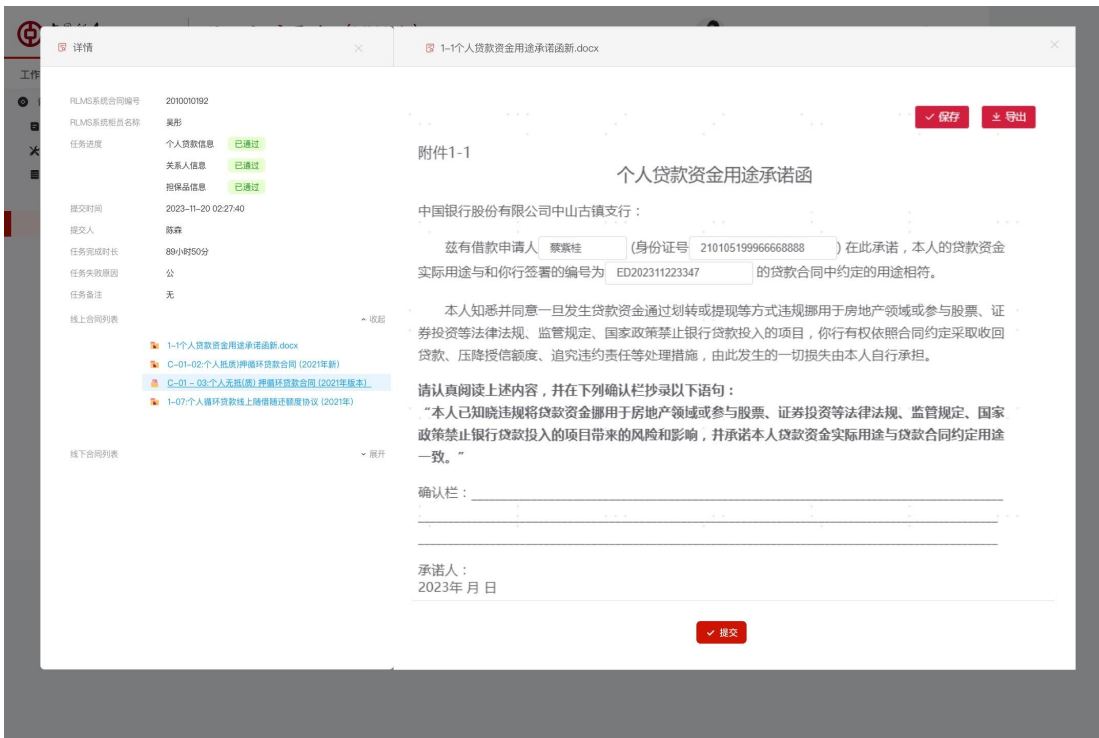 详情
1-1个人贷款资金用途承诺函新.docx
工作
RLMS系统合同编号 2010010192
RLMS系统柜员名称 吴彤
任务进度 个人贷款信息 已通过
关系人信息 已通过
担保品信息 已通过
提交时间 2023-11-20 02:27:40
提交人 陈森
任务完成时长 89小时50分
任务失败原因 公
任务备注 无
线上合同列表 收起
1-1个人贷款资金用途承诺函新.docx
C-01-02:个人抵质)押循环贷款合同 (2021年新)
C-01 - 03:个人无抵(质) 押循环贷款合同 (2021年版本)
1-07:个人循环贷款线上随借随还额度协议 (2021年)
线下合同列表 展开
保存 导出
附件1-1
个人贷款资金用途承诺函
中国银行股份有限公司中山古镇支行：
兹有借款申请人 蔡紫桂 (身份证号 210105199966668888 ) 在此承诺，本人的贷款资金
实际用途与和你行签署的编号为 ED202311223347 的贷款合同中约定的用途相符。
本人知悉并同意一旦发生贷款资金通过划转或提现等方式违规挪用于房地产领域或参与股票、证
券投资等法律法规、监管规定、国家政策禁止银行贷款投入的项目，你行有权依照合同约定采取收回
贷款、压降授信额度、追究违约责任等处理措施，由此发生的一切损失由本人自行承担。
请认真阅读上述内容，并在下列确认栏抄录以下语句：
“本人已知晓违规将贷款资金挪用于房地产领域或参与股票、证券投资等法律法规、监管规定、国家
政策禁止银行贷款投入的项目带来的风险和影响，并承诺本人贷款资金实际用途与贷款合同约定用途
一致。”
确认栏：
承诺人：
2023年 月 日
提交